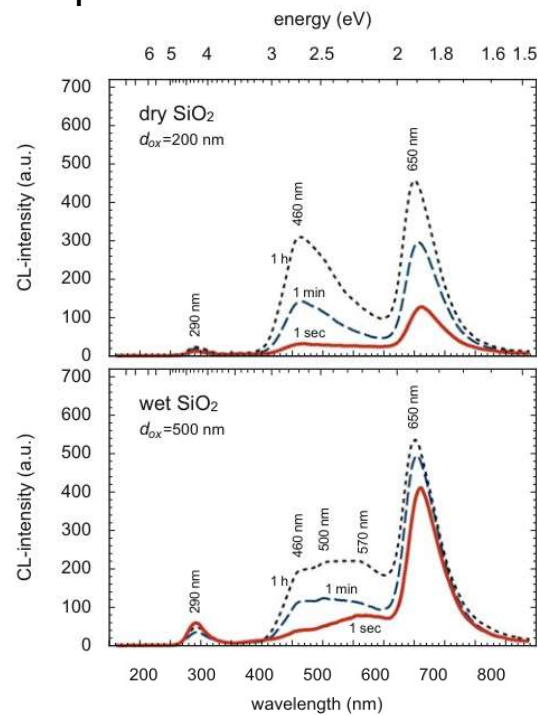 energy (eV)
6 5 4 3 2.5 2 1.8 1.6 1.5
700
600
500
400
300
200
100
0
CL-intensity (a.u.)
dry SiO2
dox=200 nm
290 nm
460 nm
650 nm
1 h
1 min
1 sec
700
600
500
400
300
200
100
0
CL-intensity (a.u.)
wet SiO2
dox=500 nm
290 nm
460 nm
500 nm
570 nm
650 nm
1 h
1 min
1 sec
200 300 400 500 600 700 800
wavelength (nm)